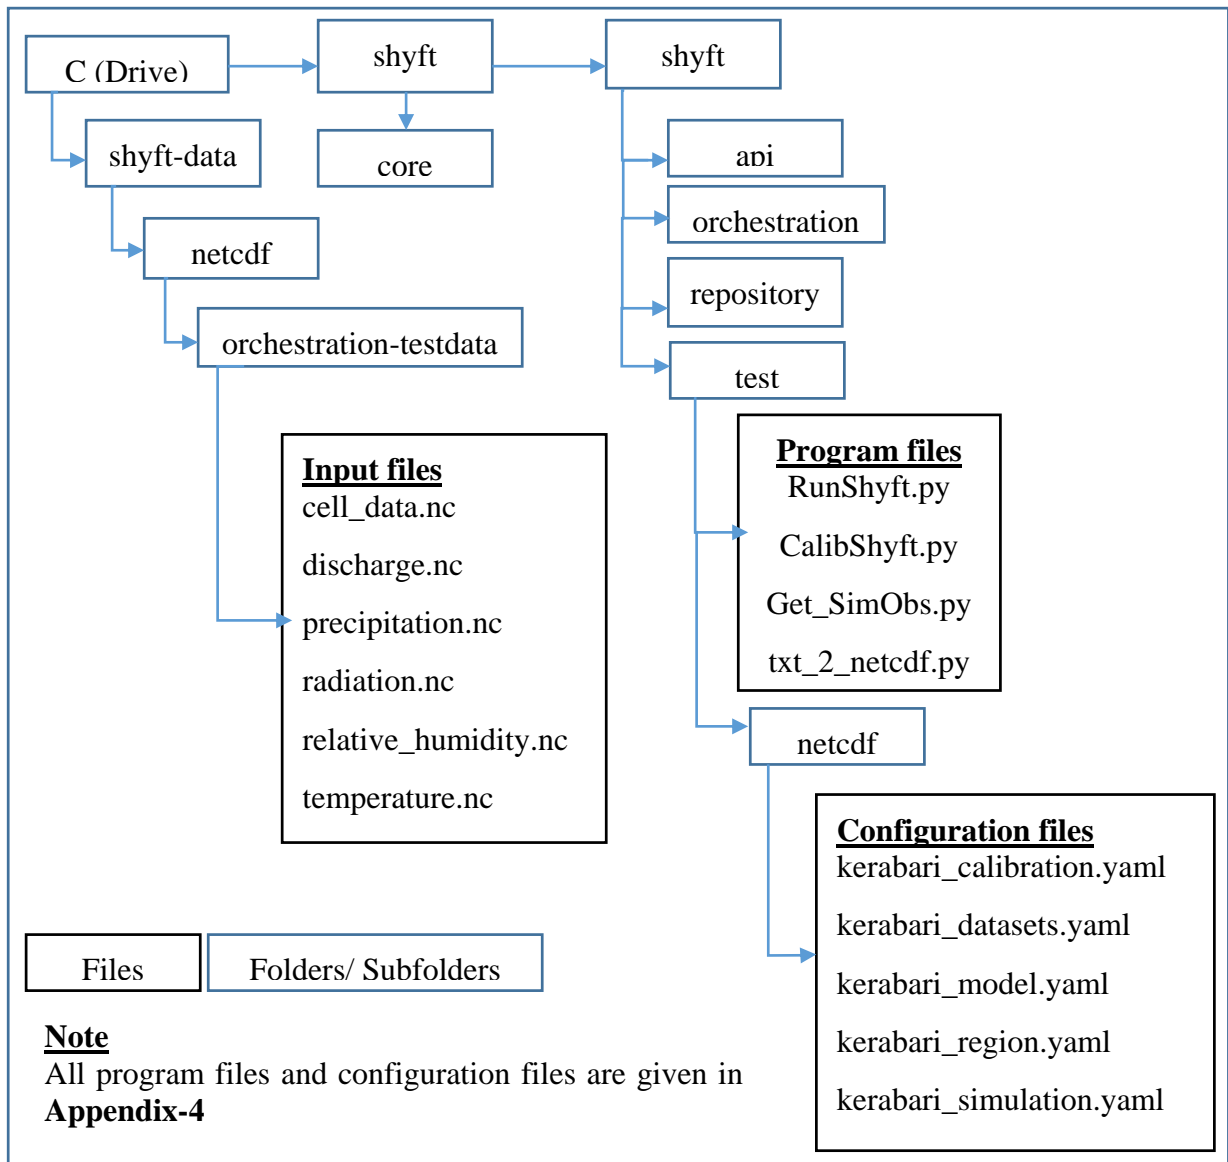 C (Drive)
shyft
shyft
shyft-data
core
api
netcdf
orchestration
repository
orchestration-testdata
test
Input files
cell_data.nc
discharge.nc
precipitation.nc
radiation.nc
relative_humidity.nc
temperature.nc
Program files
RunShyft.py
CalibShyft.py
Get_SimObs.py
txt_2_netcdf.py
netcdf
Configuration files
kerabari_calibration.yaml
kerabari_datasets.yaml
kerabari_model.yaml
kerabari_region.yaml
kerabari_simulation.yaml
Files
Folders/ Subfolders
Note
All program files and configuration files are given in
Appendix-4